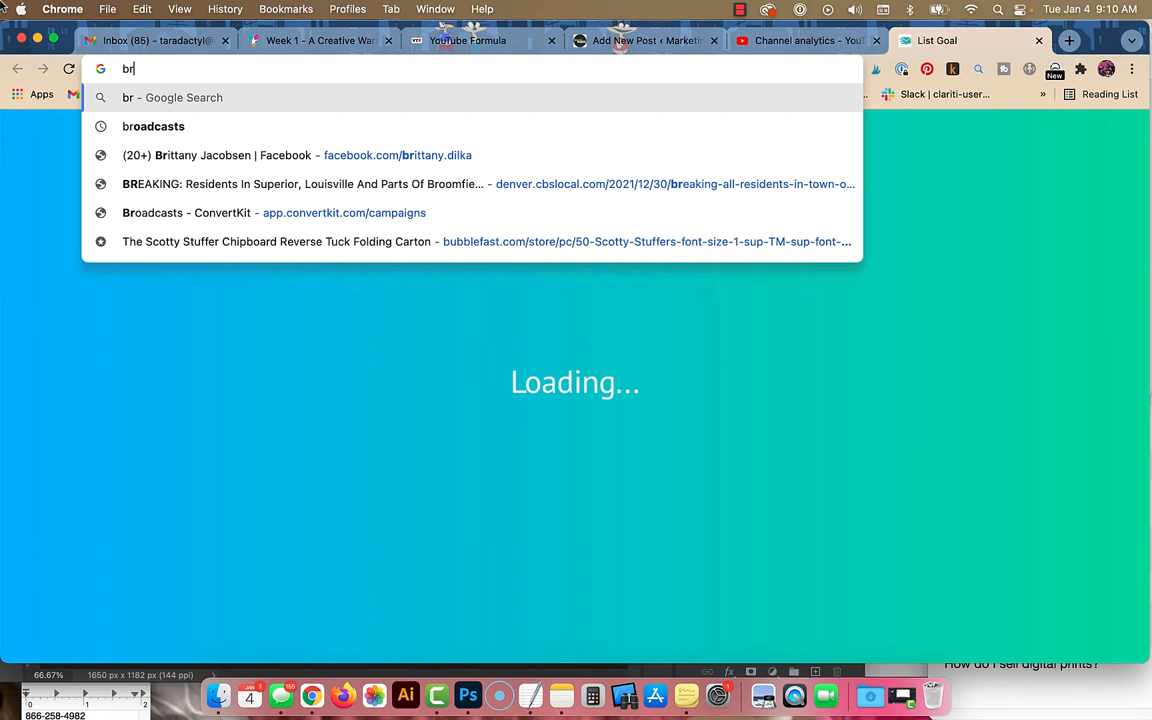 Chrome File Edit View History Bookmarks Profiles Tab Window Help Tue Jan 4 9:10 AM
Inbox (85) - taradactyl@ Week 1 - A Creative War YouTube Formula Add New Post ‹ Marketi Channel analytics - YouT List Goal
br New
Apps Slack | clariti-user... » Reading List
br - Google Search
broadcasts
(20+) Brittany Jacobsen | Facebook - facebook.com/brittany.dilka
BREAKING: Residents In Superior, Louisville And Parts Of Broomfie... - denver.cbslocal.com/2021/12/30/breaking-all-residents-in-town-o...
Broadcasts - ConvertKit - app.convertkit.com/campaigns
The Scotty Stuffer Chipboard Reverse Tuck Folding Carton - bubblefast.com/store/pc/50-Scotty-Stuffers-font-size-1-sup-TM-sup-font-...
Loading...
How do I sell digital prints?
66.67% 1650 px x 1182 px (144 ppi)
0 1 2
866-258-4982